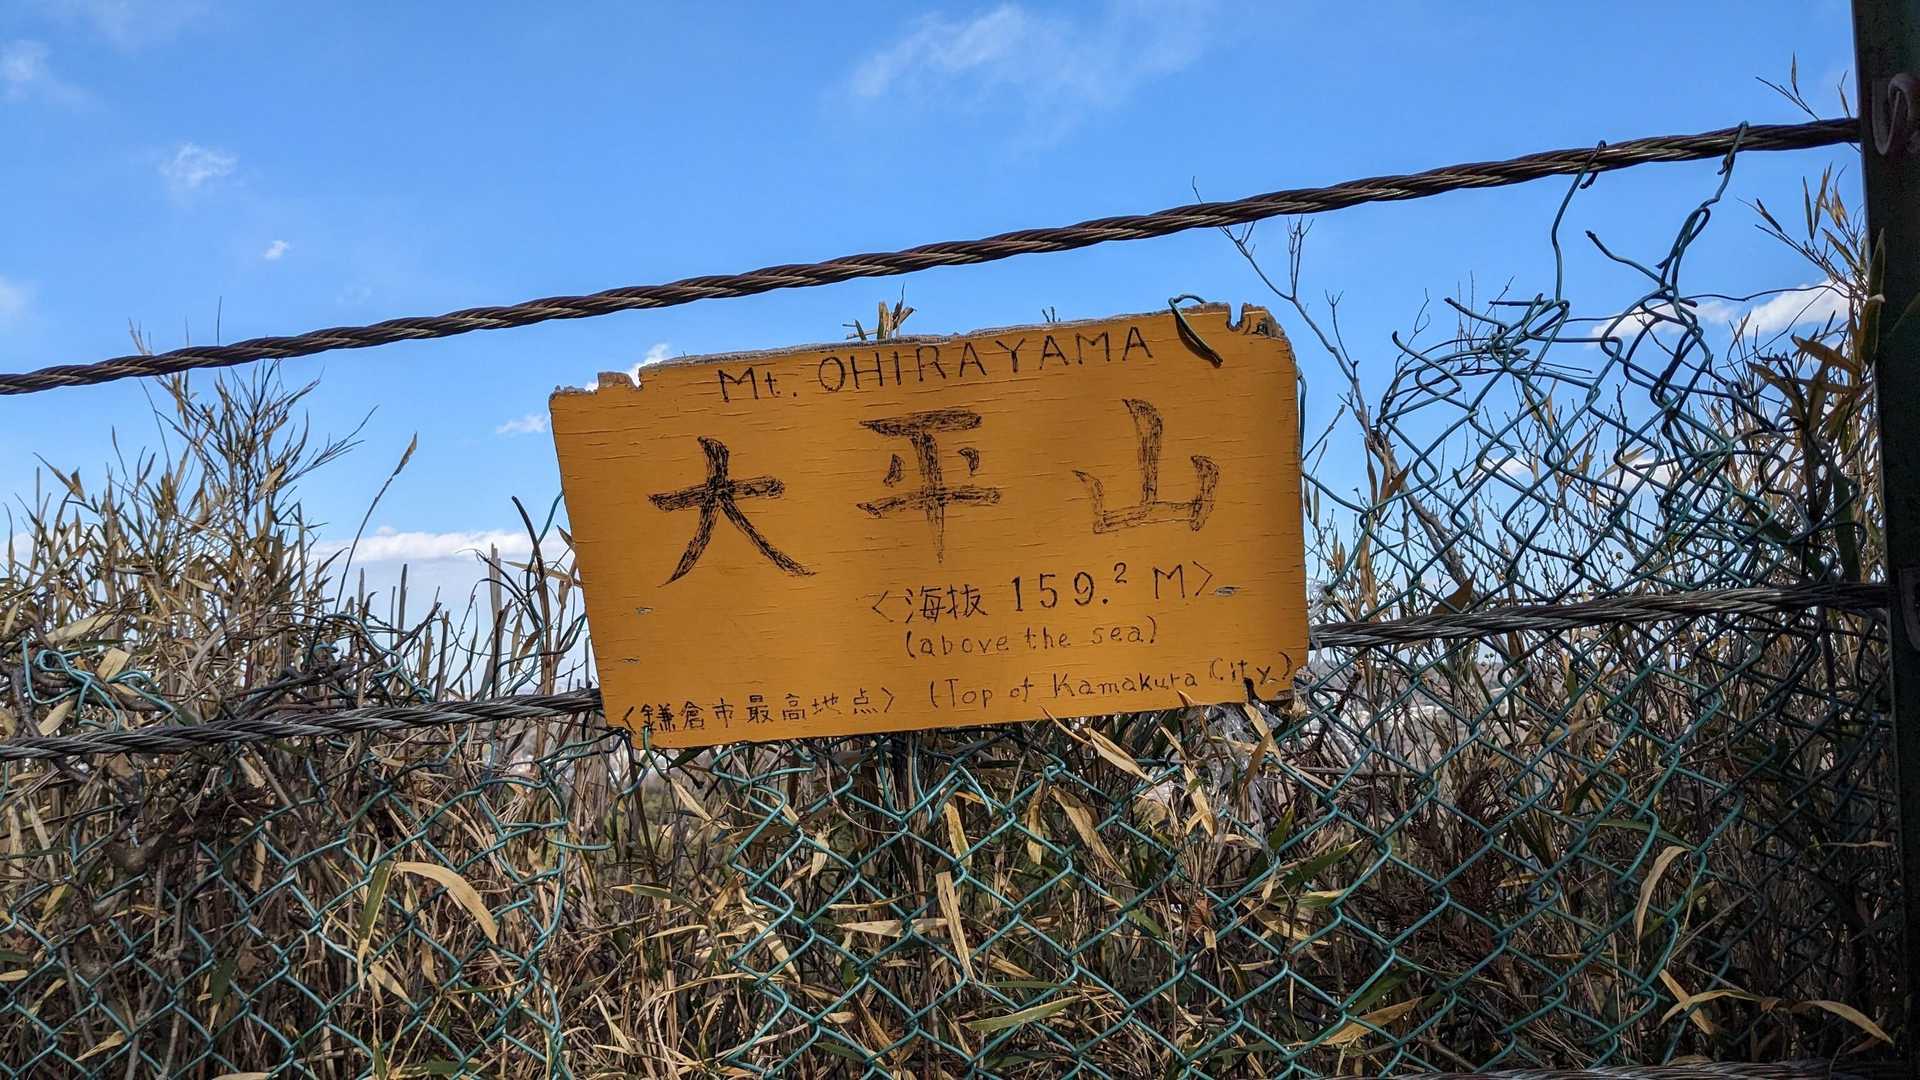 Mt. OHIRAYAMA
大平山
<海抜 159.2 M>
(above the sea)
<鎌倉市最高地点> (Top of Kamakura City)